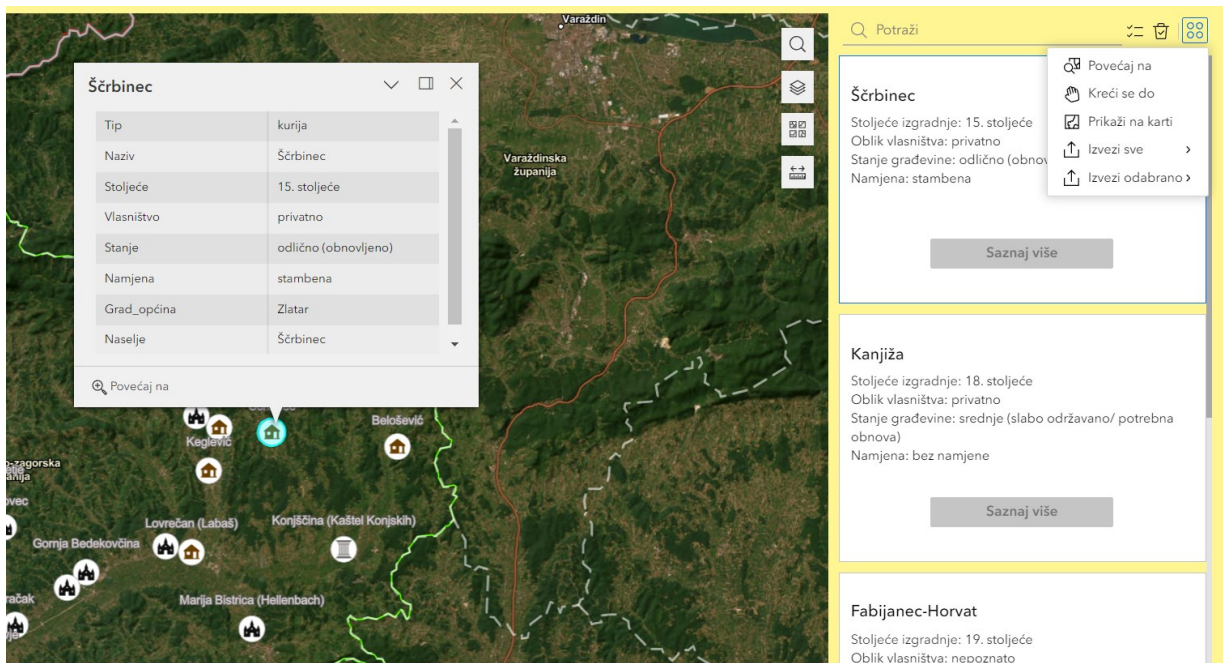 Varaždin
Varaždinska
županija
Ščrbinec
Tip kurija
Naziv Ščrbinec
Stoljeće 15. stoljeće
Vlasništvo privatno
Stanje odlično (obnovljeno)
Namjena stambena
Grad_općina Zlatar
Naselje Ščrbinec
Povećaj na
Belošević
Keglević
o-zagorska
anija
ovec
Lovrečan (Labaš)
Konjščina (Kaštel Konjskih)
Gornja Bedekovčina
račak
Marija Bistrica (Hellenbach)
Potraži
Povećaj na
Kreći se do
Prikaži na karti
Izvezi sve
Izvezi odabrano
Ščrbinec
Stoljeće izgradnje: 15. stoljeće
Oblik vlasništva: privatno
Stanje građevine: odlično (obnov
Namjena: stambena
Saznaj više
Kanjiža
Stoljeće izgradnje: 18. stoljeće
Oblik vlasništva: privatno
Stanje građevine: srednje (slabo održavano/ potrebna
obnova)
Namjena: bez namjene
Saznaj više
Fabijanec-Horvat
Stoljeće izgradnje: 19. stoljeće
Oblik vlasništva: nepoznato